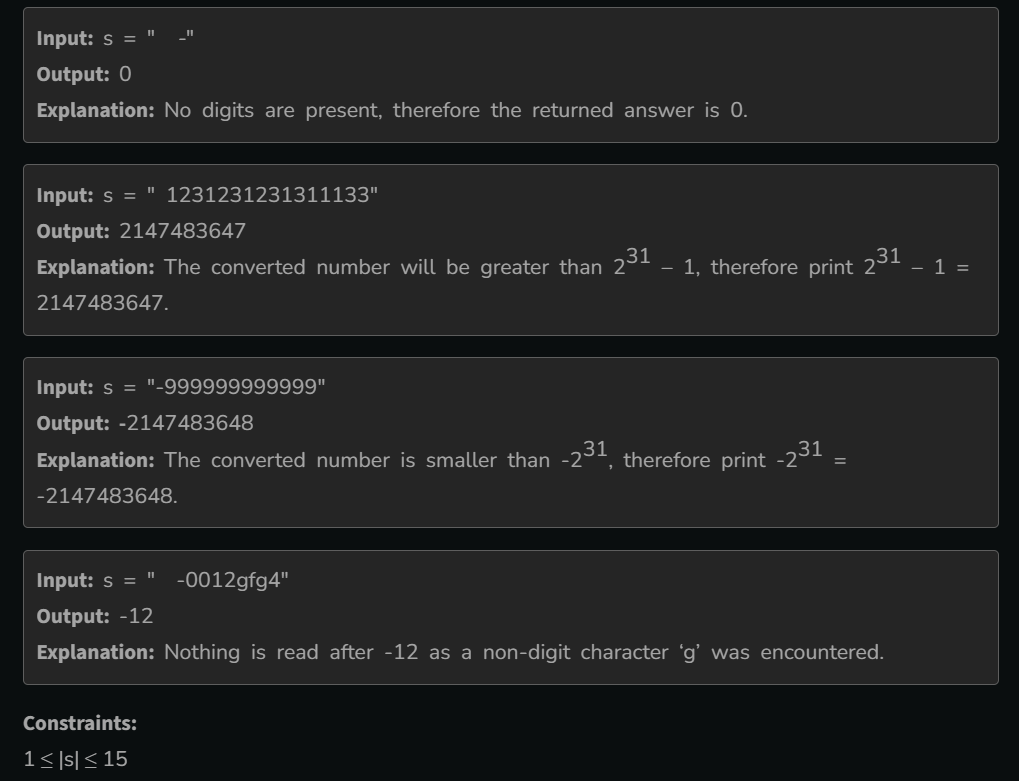 Input: s = "  -"
Output: 0
Explanation: No digits are present, therefore the returned answer is 0.
Input: s = " 1231231231311133"
Output: 2147483647
Explanation: The converted number will be greater than 2^31 – 1, therefore print 2^31 – 1 =
2147483647.
Input: s = "-999999999999"
Output: -2147483648
Explanation: The converted number is smaller than -2^31, therefore print -2^31 =
-2147483648.
Input: s = "  -0012gfg4"
Output: -12
Explanation: Nothing is read after -12 as a non-digit character ‘g’ was encountered.
Constraints:
1 ≤ |s| ≤ 15